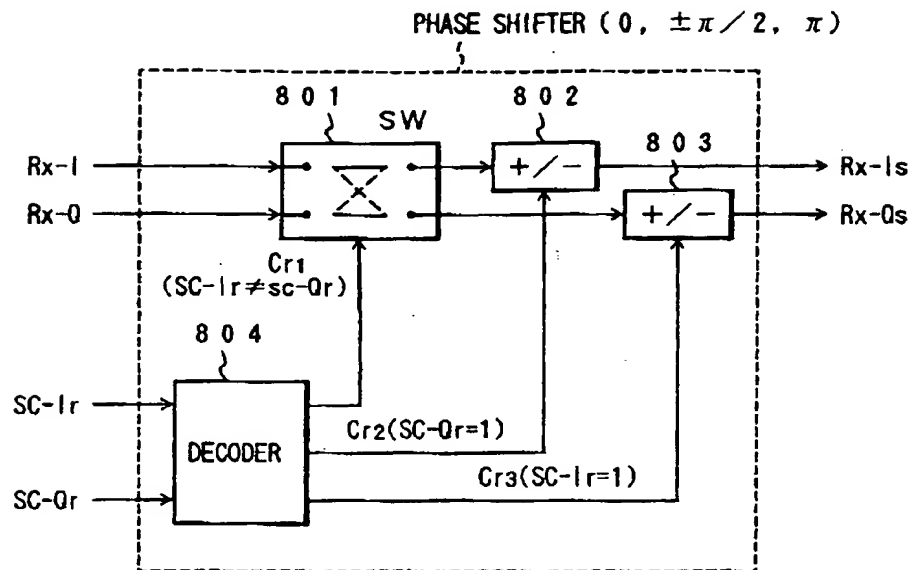 PHASE SHIFTER (0, ±π/2, π)
801
SW
802
803
Rx-I
+/-
Rx-Is
Rx-Q
+/-
Rx-Qs
Cr1
(SC-Ir≠sc-Qr)
804
SC-Ir
DECODER
Cr2(SC-Qr=1)
Cr3(SC-Ir=1)
SC-Qr